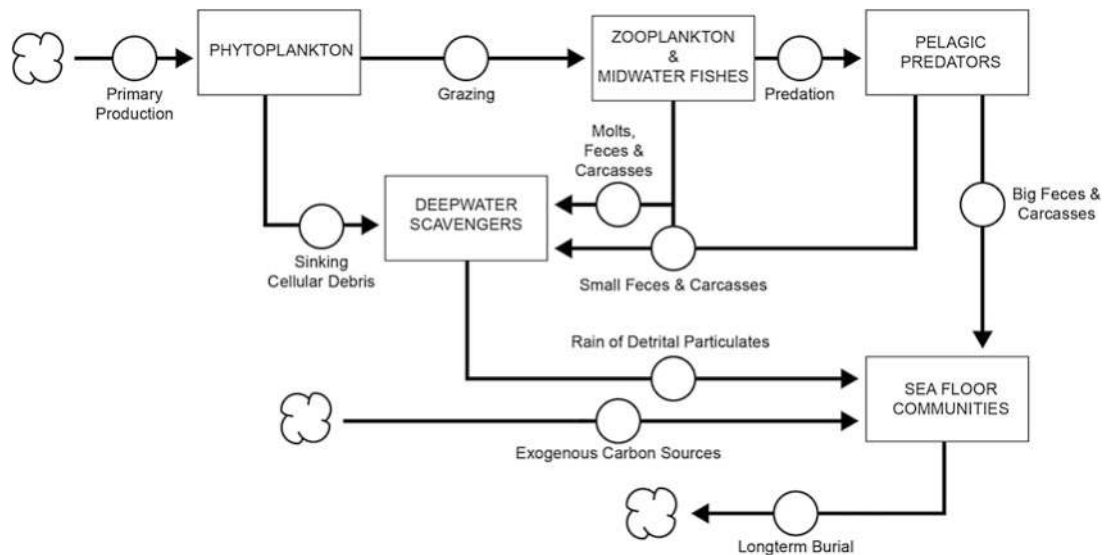 PHYTOPLANKTON
ZOOPLANKTON
&
MIDWATER FISHES
PELAGIC
PREDATORS
Primary
Production
Grazing
Predation
Molts,
Feces &
Carcasses
DEEPWATER
SCAVENGERS
Big Feces &
Carcasses
Sinking
Cellular Debris
Small Feces & Carcasses
Rain of Detrital Particulates
SEA FLOOR
COMMUNITIES
Exogenous Carbon Sources
Longterm Burial